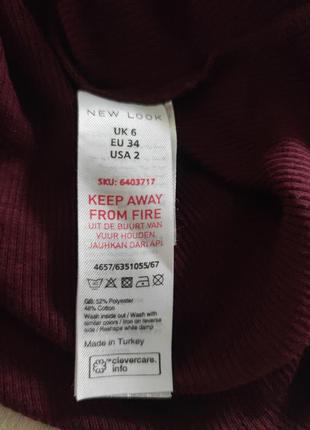 NEW LOOK
UK 6
EU 34
USA 2
SKU: 6403717
KEEP AWAY
FROM FIRE
UIT DE BUURT VAN
VUUR HOUDEN
JAUHKAN DARI API
4657/6351055/67
GB: 52% Polyester
48% Cotton
Wash inside out / Wash with
similar colors / Iron on reverse
side / Reshape while damp
Made in Turkey
clevercare.
info